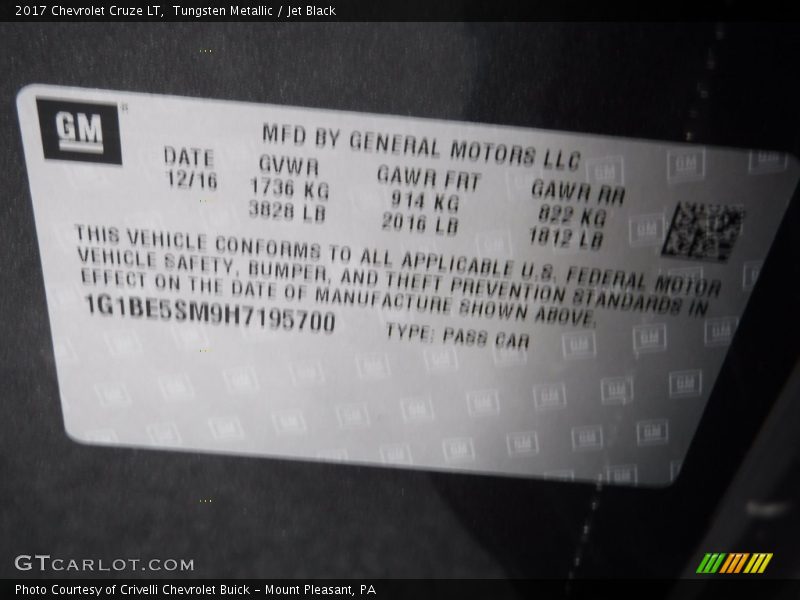 2017 Chevrolet Cruze LT,  Tungsten Metallic / Jet Black
GM
MFD BY GENERAL MOTORS LLC
DATE GVWR GAWR FRT GAWR RR
12/16 1736 KG 914 KG 822 KG
3828 LB 2016 LB 1812 LB
THIS VEHICLE CONFORMS TO ALL APPLICABLE U.S. FEDERAL MOTOR
VEHICLE SAFETY, BUMPER, AND THEFT PREVENTION STANDARDS IN
EFFECT ON THE DATE OF MANUFACTURE SHOWN ABOVE.
1G1BE5SM9H7195700 TYPE: PASS CAR
GTCARLOT.COM
Photo Courtesy of Crivelli Chevrolet Buick - Mount Pleasant, PA